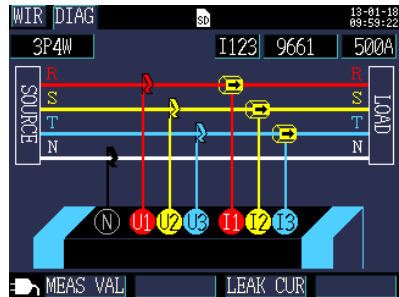 WIR DIAG SD 13-01-18
09:59:22
3P4W I123 9661 500A
R R
S S
T T
N N
SOURCE
LOAD
N U1 U2 U3 I1 I2 I3
MEAS VAL LEAK CUR